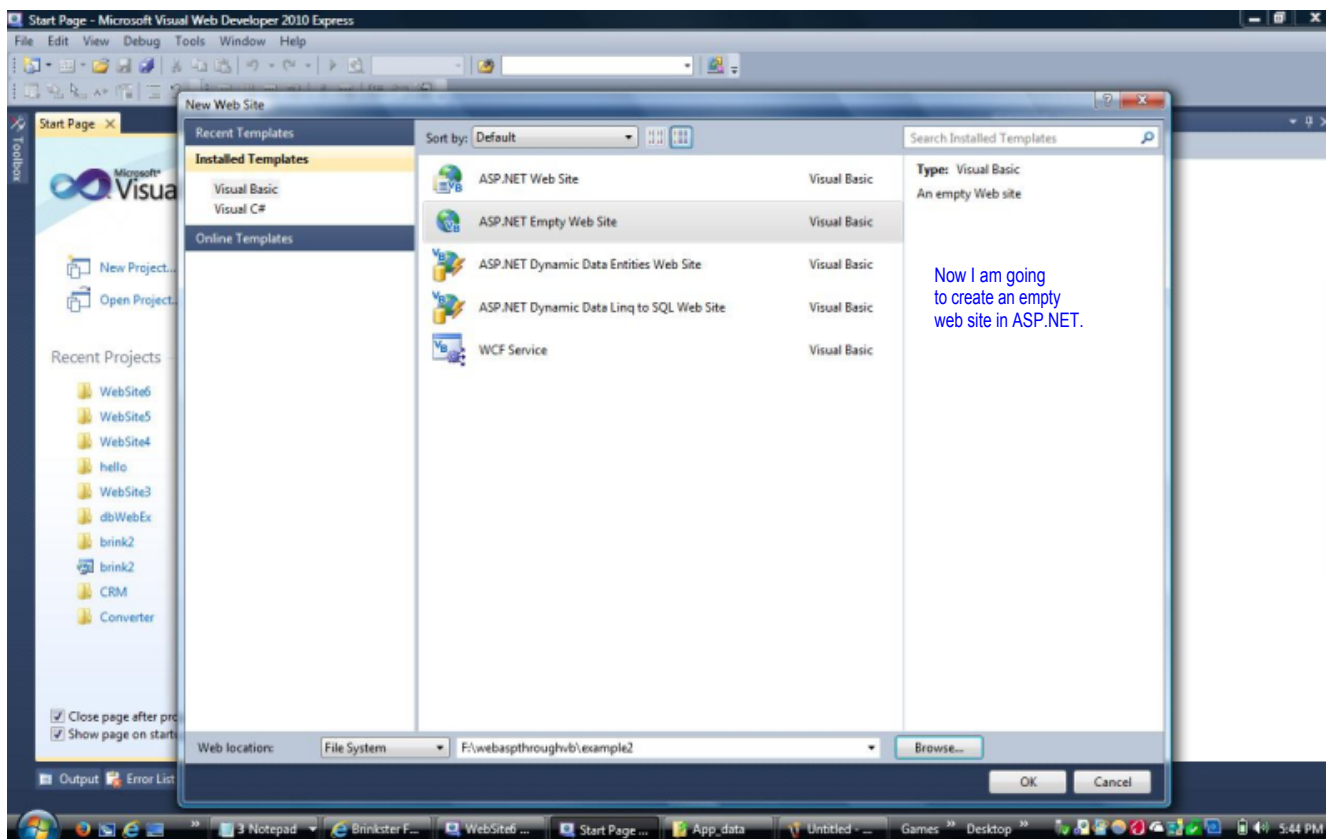 Start Page - Microsoft Visual Web Developer 2010 Express
File Edit View Debug Tools Window Help
New Web Site
Toolbox
Start Page
Microsoft
Visua
New Project...
Open Project.
Recent Projects
WebSite6
WebSite5
WebSite4
hello
WebSite3
dbWebEx
brink2
brink2
CRM
Converter
Close page after pro
Show page on start
Output Error List
Recent Templates
Installed Templates
Visual Basic
Visual C#
Online Templates
Sort by: Default
ASP.NET Web Site Visual Basic
ASP.NET Empty Web Site Visual Basic
ASP.NET Dynamic Data Entities Web Site Visual Basic
ASP.NET Dynamic Data Linq to SQL Web Site Visual Basic
WCF Service Visual Basic
Search Installed Templates
Type: Visual Basic
An empty Web site
Now I am going
to create an empty
web site in ASP.NET.
Web location: File System F:\webaspthroughvb\example2 Browse...
OK Cancel
3 Notepad Brinkster F... WebSite6 ... Start Page ... App_data Untitled - ... Games Desktop 5:44 PM